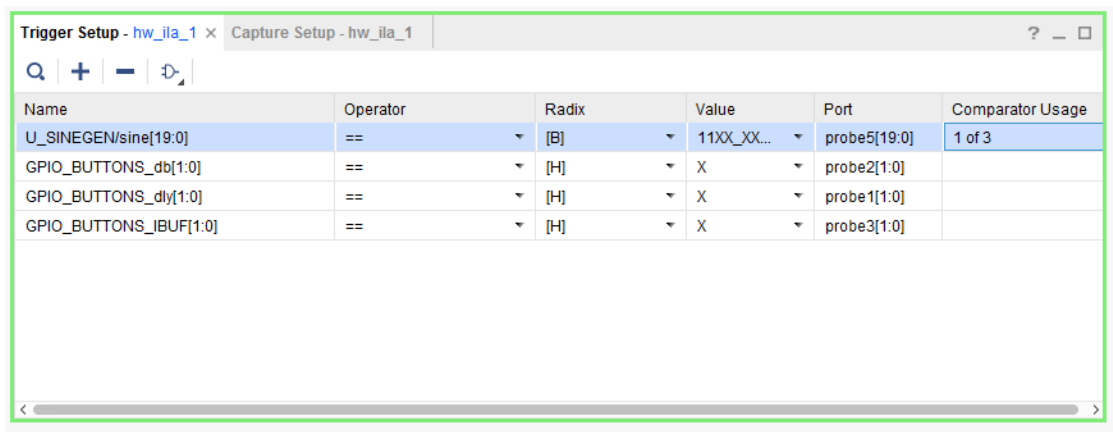 Trigger Setup - hw_ila_1 × Capture Setup - hw_ila_1 ?
Name Operator Radix Value Port Comparator Usage
U_SINEGEN/sine[19:0] == [B] 11XX_XX... probe5[19:0] 1 of 3
GPIO_BUTTONS_db[1:0] == [H] X probe2[1:0]
GPIO_BUTTONS_dly[1:0] == [H] X probe1[1:0]
GPIO_BUTTONS_IBUF[1:0] == [H] X probe3[1:0]